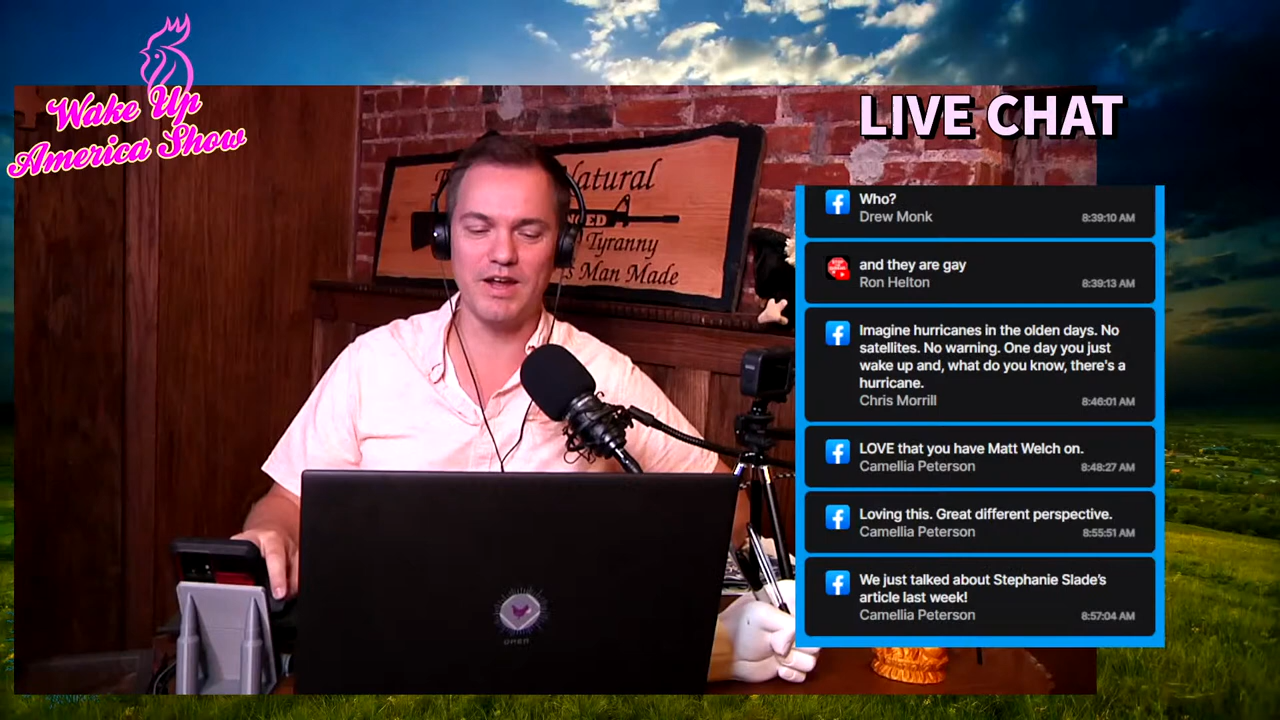 Wake Up
America Show
LIVE CHAT
Natural
Tyranny
s Man Made
OPEN
Who?
Drew Monk
8:39:10 AM
and they are gay
Ron Helton
8:39:13 AM
Imagine hurricanes in the olden days. No
satellites. No warning. One day you just
wake up and, what do you know, there's a
hurricane.
Chris Morrill
8:46:01 AM
LOVE that you have Matt Welch on.
Camellia Peterson
8:48:27 AM
Loving this. Great different perspective.
Camellia Peterson
8:55:51 AM
We just talked about Stephanie Slade's
article last week!
Camellia Peterson
8:57:04 AM